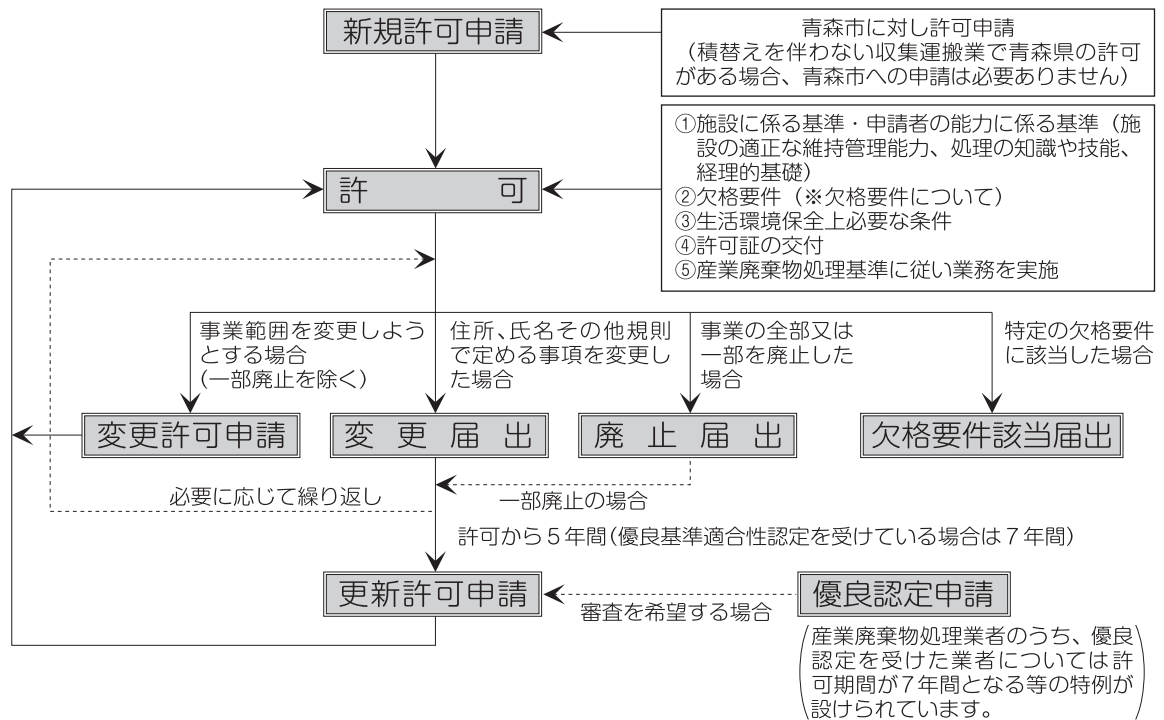 新規許可申請
青森市に対し許可申請
（積替えを伴わない収集運搬業で青森県の許可
がある場合、青森市への申請は必要ありません）
①施設に係る基準・申請者の能力に係る基準（施
設の適正な維持管理能力、処理の知識や技能、
経理的基礎）
②欠格要件（※欠格要件について）
③生活環境保全上必要な条件
④許可証の交付
⑤産業廃棄物処理基準に従い業務を実施
許可
事業範囲を変更しよう
とする場合
（一部廃止を除く）
住所、氏名その他規則
で定める事項を変更し
た場合
事業の全部又は
一部を廃止した
場合
特定の欠格要件
に該当した場合
変更許可申請
変更届出
廃止届出
欠格要件該当届出
必要に応じて繰り返し
一部廃止の場合
許可から５年間（優良基準適合性認定を受けている場合は７年間）
更新許可申請
審査を希望する場合
優良認定申請
（産業廃棄物処理業者のうち、優良
認定を受けた業者については許
可期間が７年間となる等の特例が
設けられています。）